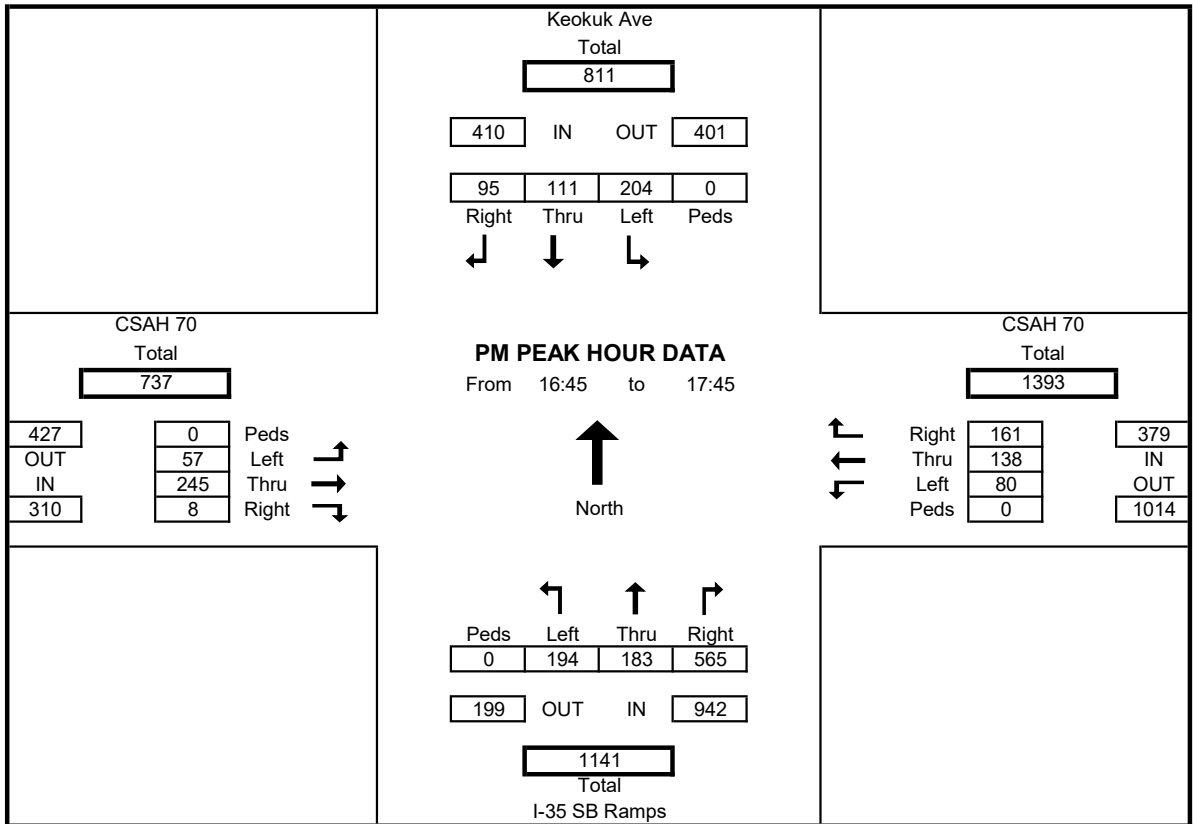 Keokuk Ave
Total
811
410 IN OUT 401
95 111 204 0
Right Thru Left Peds
CSAH 70
Total
737
427 0 Peds
OUT 57 Left
IN 245 Thru
310 8 Right
PM PEAK HOUR DATA
From 16:45 to 17:45
North
CSAH 70
Total
1393
Right 161 379
Thru 138 IN
Left 80 OUT
Peds 0 1014
Peds Left Thru Right
0 194 183 565
199 OUT IN 942
1141
Total
I-35 SB Ramps